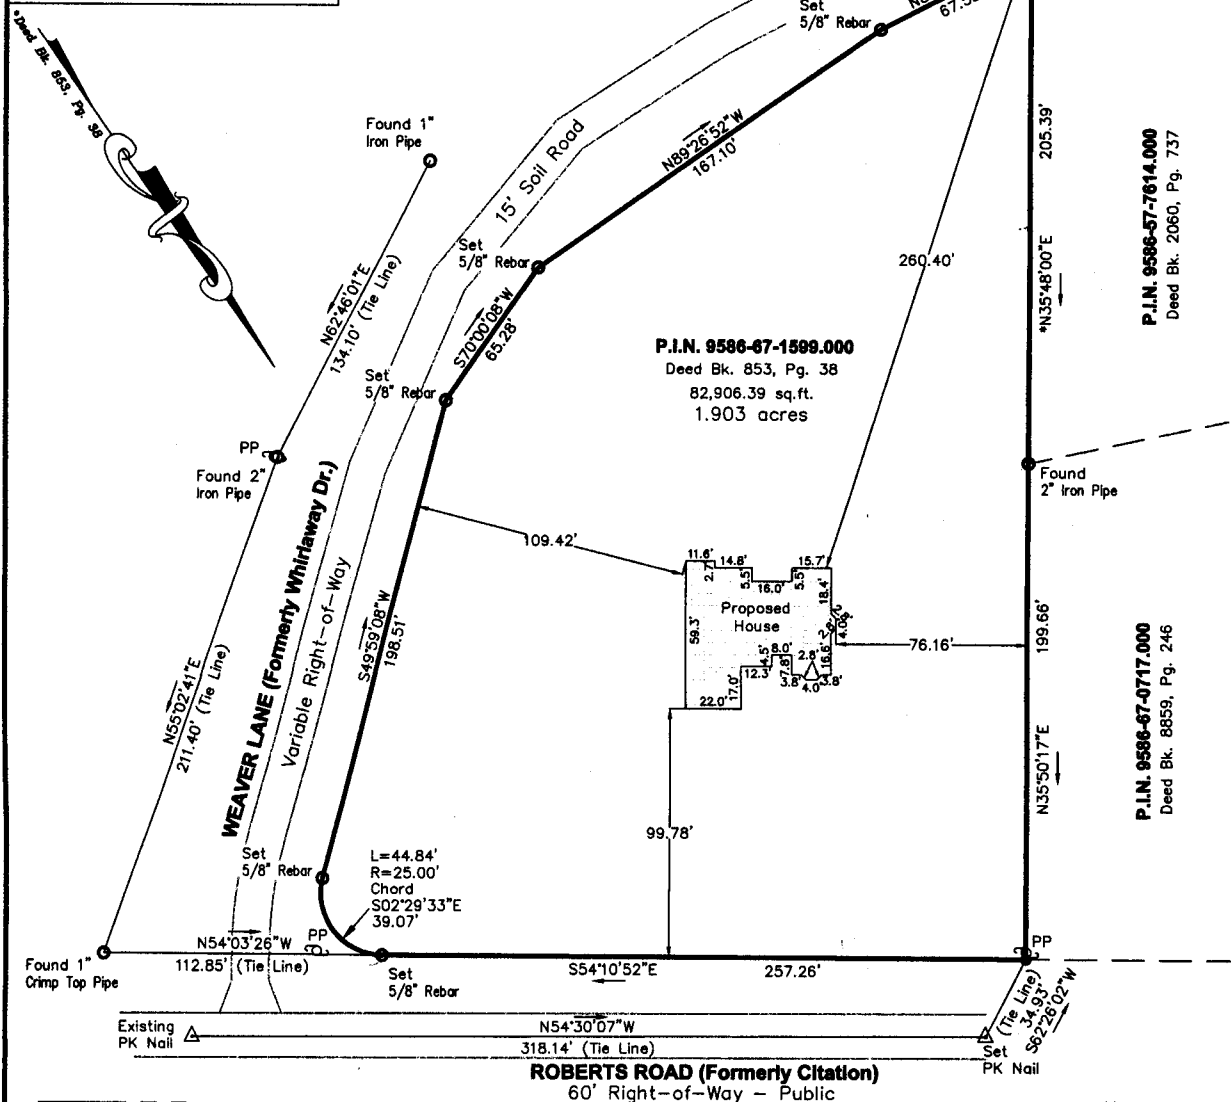 Set
5/8" Rebar
*Deed Bk. 853, Pg. 38
Found 1"
Iron Pipe
15' Soil Road
N89°26'52"W
167.10'
205.39'
*N35°48'00"E
P.I.N. 9586-57-7614.000
Deed Bk. 2060, Pg. 737
Set
5/8" Rebar
260.40'
N62°46'01"E
134.10' (Tie Line)
S70°00'08"W
65.28'
P.I.N. 9586-67-1599.000
Deed Bk. 853, Pg. 38
82,906.39 sq.ft.
1.903 acres
Set
5/8" Rebar
PP
Found 2"
Iron Pipe
Found
2" Iron Pipe
WEAVER LANE (Formerly Whirlaway Dr.)
Variable Right-of-Way
109.42'
11.6'
2.7'
14.8'
5.5'
16.0'
5.5'
15.7'
18.4'
Proposed
House
59.3'
2.8'
4.0'
76.16'
199.66'
N35°50'17"E
P.I.N. 9586-67-0717.000
Deed Bk. 8859, Pg. 246
16.6'
2.8'
8.0'
4.5'
7.8'
12.3'
3.8'
4.0'
3.8'
17.0'
22.0'
S49°59'08"W
198.51'
N55°02'41"E
211.40' (Tie Line)
99.78'
Set
5/8" Rebar
L=44.84'
R=25.00'
Chord
S02°29'33"E
39.07'
N54°03'26"W
112.85' (Tie Line)
PP
PP
Found 1"
Crimp Top Pipe
Set
5/8" Rebar
S54°10'52"E
257.26'
(Tie Line)
34.93'
S62°26'02"W
Existing
PK Nail
N54°30'07"W
318.14' (Tie Line)
Set
PK Nail
ROBERTS ROAD (Formerly Citation)
60' Right-of-Way - Public